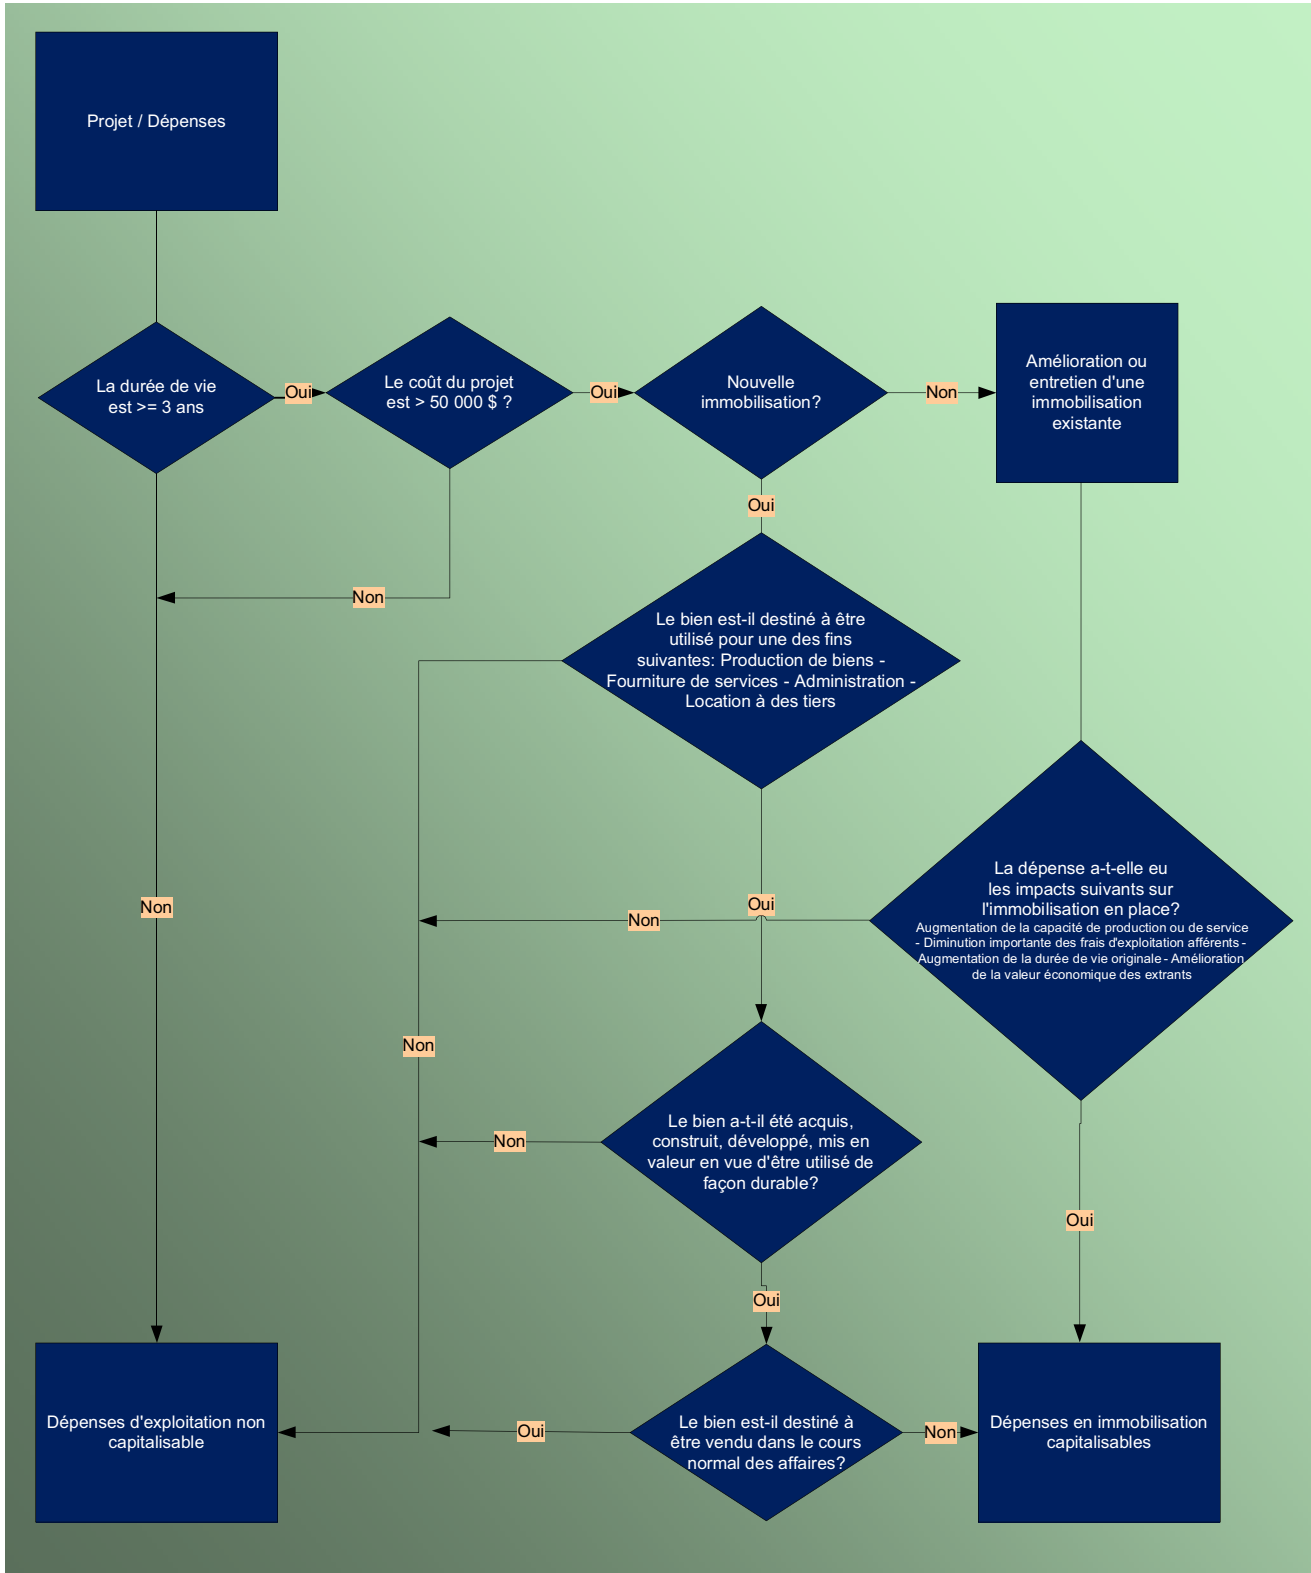 Projet / Dépenses
La durée de vie
est >= 3 ans
Oui
Le coût du projet
est > 50 000 $ ?
Oui
Nouvelle
immobilisation?
Non
Amélioration ou
entretien d'une
immobilisation
existante
Oui
Non
Le bien est-il destiné à être
utilisé pour une des fins
suivantes: Production de biens -
Fourniture de services - Administration -
Location à des tiers
La dépense a-t-elle eu
les impacts suivants sur
l'immobilisation en place?
Augmentation de la capacité de production ou de service
- Diminution importante des frais d'exploitation afférents -
Augmentation de la durée de vie originale - Amélioration
de la valeur économique des extrants
Non
Oui
Non
Non
Le bien a-t-il été acquis,
construit, développé, mis en
valeur en vue d'être utilisé de
façon durable?
Non
Oui
Oui
Dépenses d'exploitation non
capitalisable
Oui
Le bien est-il destiné à
être vendu dans le cours
normal des affaires?
Non
Dépenses en immobilisation
capitalisables